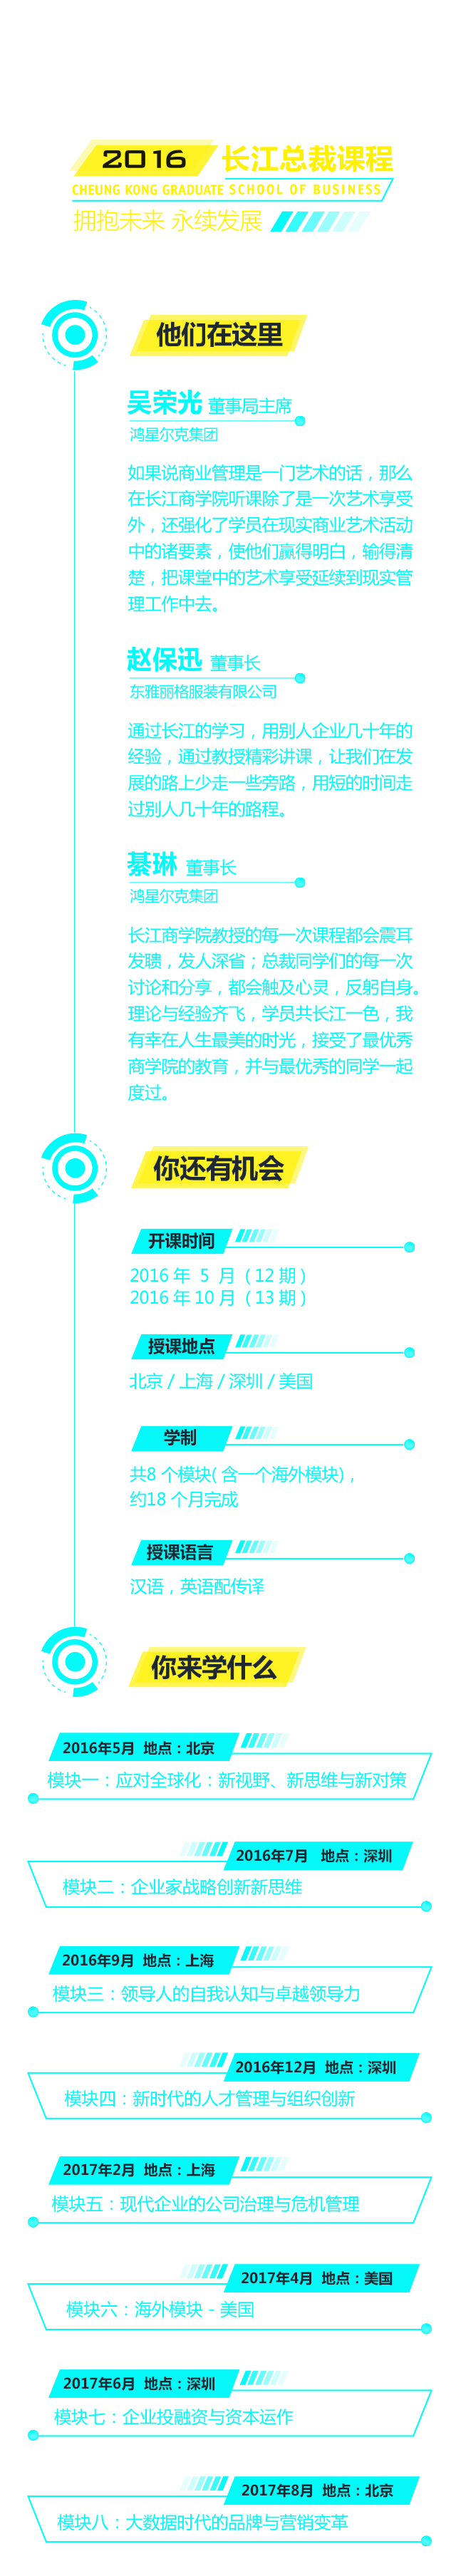 2016 长江总裁课程
CHEUNG KONG GRADUATE SCHOOL OF BUSINESS
拥抱未来 永续发展
他们在这里
吴荣光 董事局主席
鸿星尔克集团
如果说商业管理是一门艺术的话，那么
在长江商学院听课除了是一次艺术享受
外，还强化了学员在现实商业艺术活动
中的诸要素，使他们赢得明白，输得清
楚，把课堂中的艺术享受延续到现实管
理工作中去。
赵保迅 董事长
东雅丽格服装有限公司
通过长江的学习，用别人企业几十年的
经验，通过教授精彩讲课，让我们在发
展的路上少走一些旁路，用短的时间走
过别人几十年的路程。
綦琳 董事长
鸿星尔克集团
长江商学院教授的每一次课程都会震耳
发聩，发人深省；总裁同学们的每一次
讨论和分享，都会触及心灵，反躬自身。
理论与经验齐飞，学员共长江一色，我
有幸在人生最美的时光，接受了最优秀
商学院的教育，并与最优秀的同学一起
度过。
你还有机会
开课时间
2016 年 5 月 ( 12 期 )
2016 年 10 月 ( 13 期 )
授课地点
北京 / 上海 / 深圳 / 美国
学制
共8 个模块( 含一个海外模块)，
约18 个月完成
授课语言
汉语，英语配传译
你来学什么
2016年5月 地点：北京
模块一：应对全球化：新视野、新思维与新对策
2016年7月 地点：深圳
模块二：企业家战略创新新思维
2016年9月 地点：上海
模块三：领导人的自我认知与卓越领导力
2016年12月 地点：深圳
模块四：新时代的人才管理与组织创新
2017年2月 地点：上海
模块五：现代企业的公司治理与危机管理
2017年4月 地点：美国
模块六：海外模块 - 美国
2017年6月 地点：深圳
模块七：企业投融资与资本运作
2017年8月 地点：北京
模块八：大数据时代的品牌与营销变革